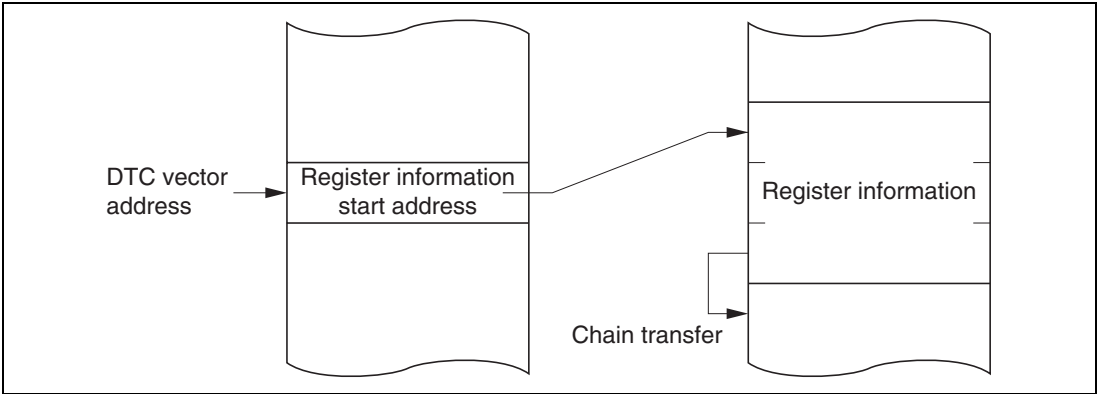 DTC vector
address
Register information
start address
Register information
Chain transfer